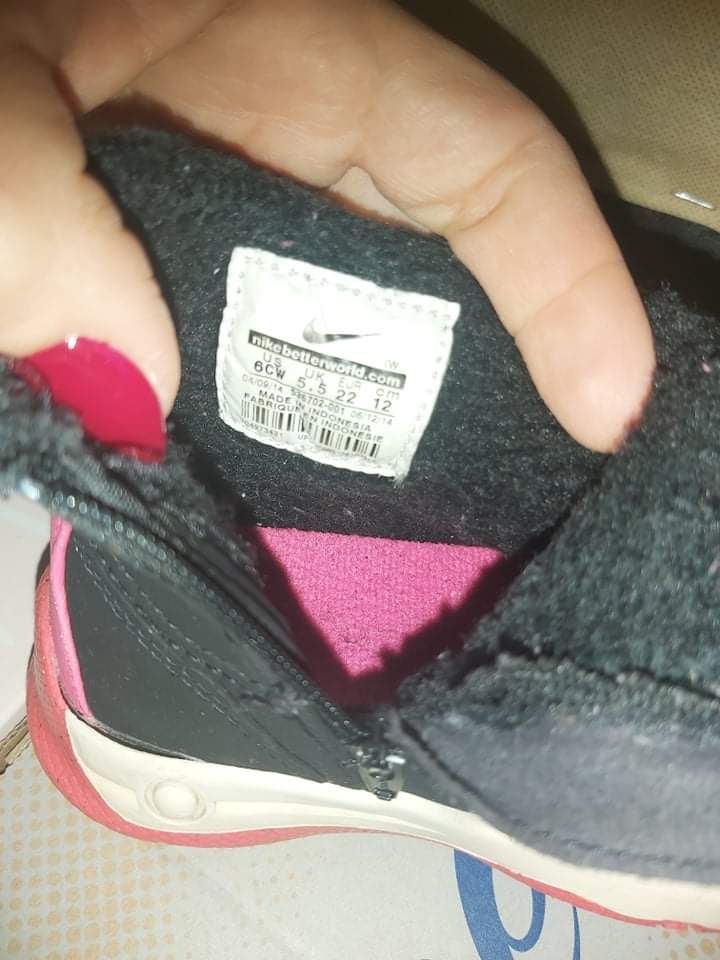 nikebetterworld.com
US UK EUR cm
6CW 5.5 22 12
04/09/14 06/12/14
MADE IN INDONESIA
FABRIQUÉ EN INDONESIE